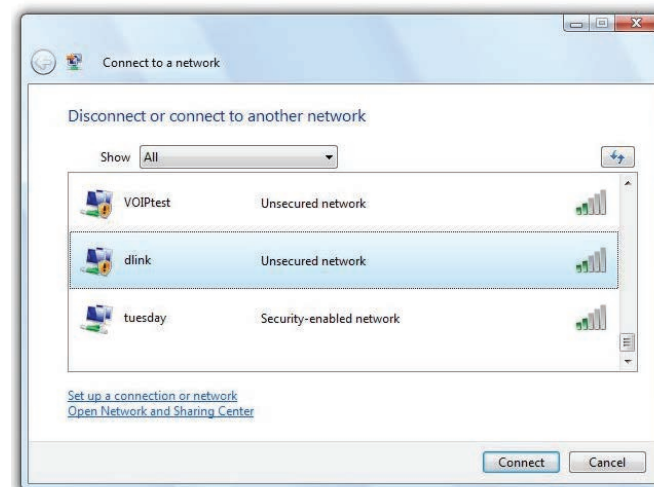 Connect to a network
Disconnect or connect to another network
Show All
VOIPtest Unsecured network
dlink Unsecured network
tuesday Security-enabled network
Set up a connection or network
Open Network and Sharing Center
Connect Cancel